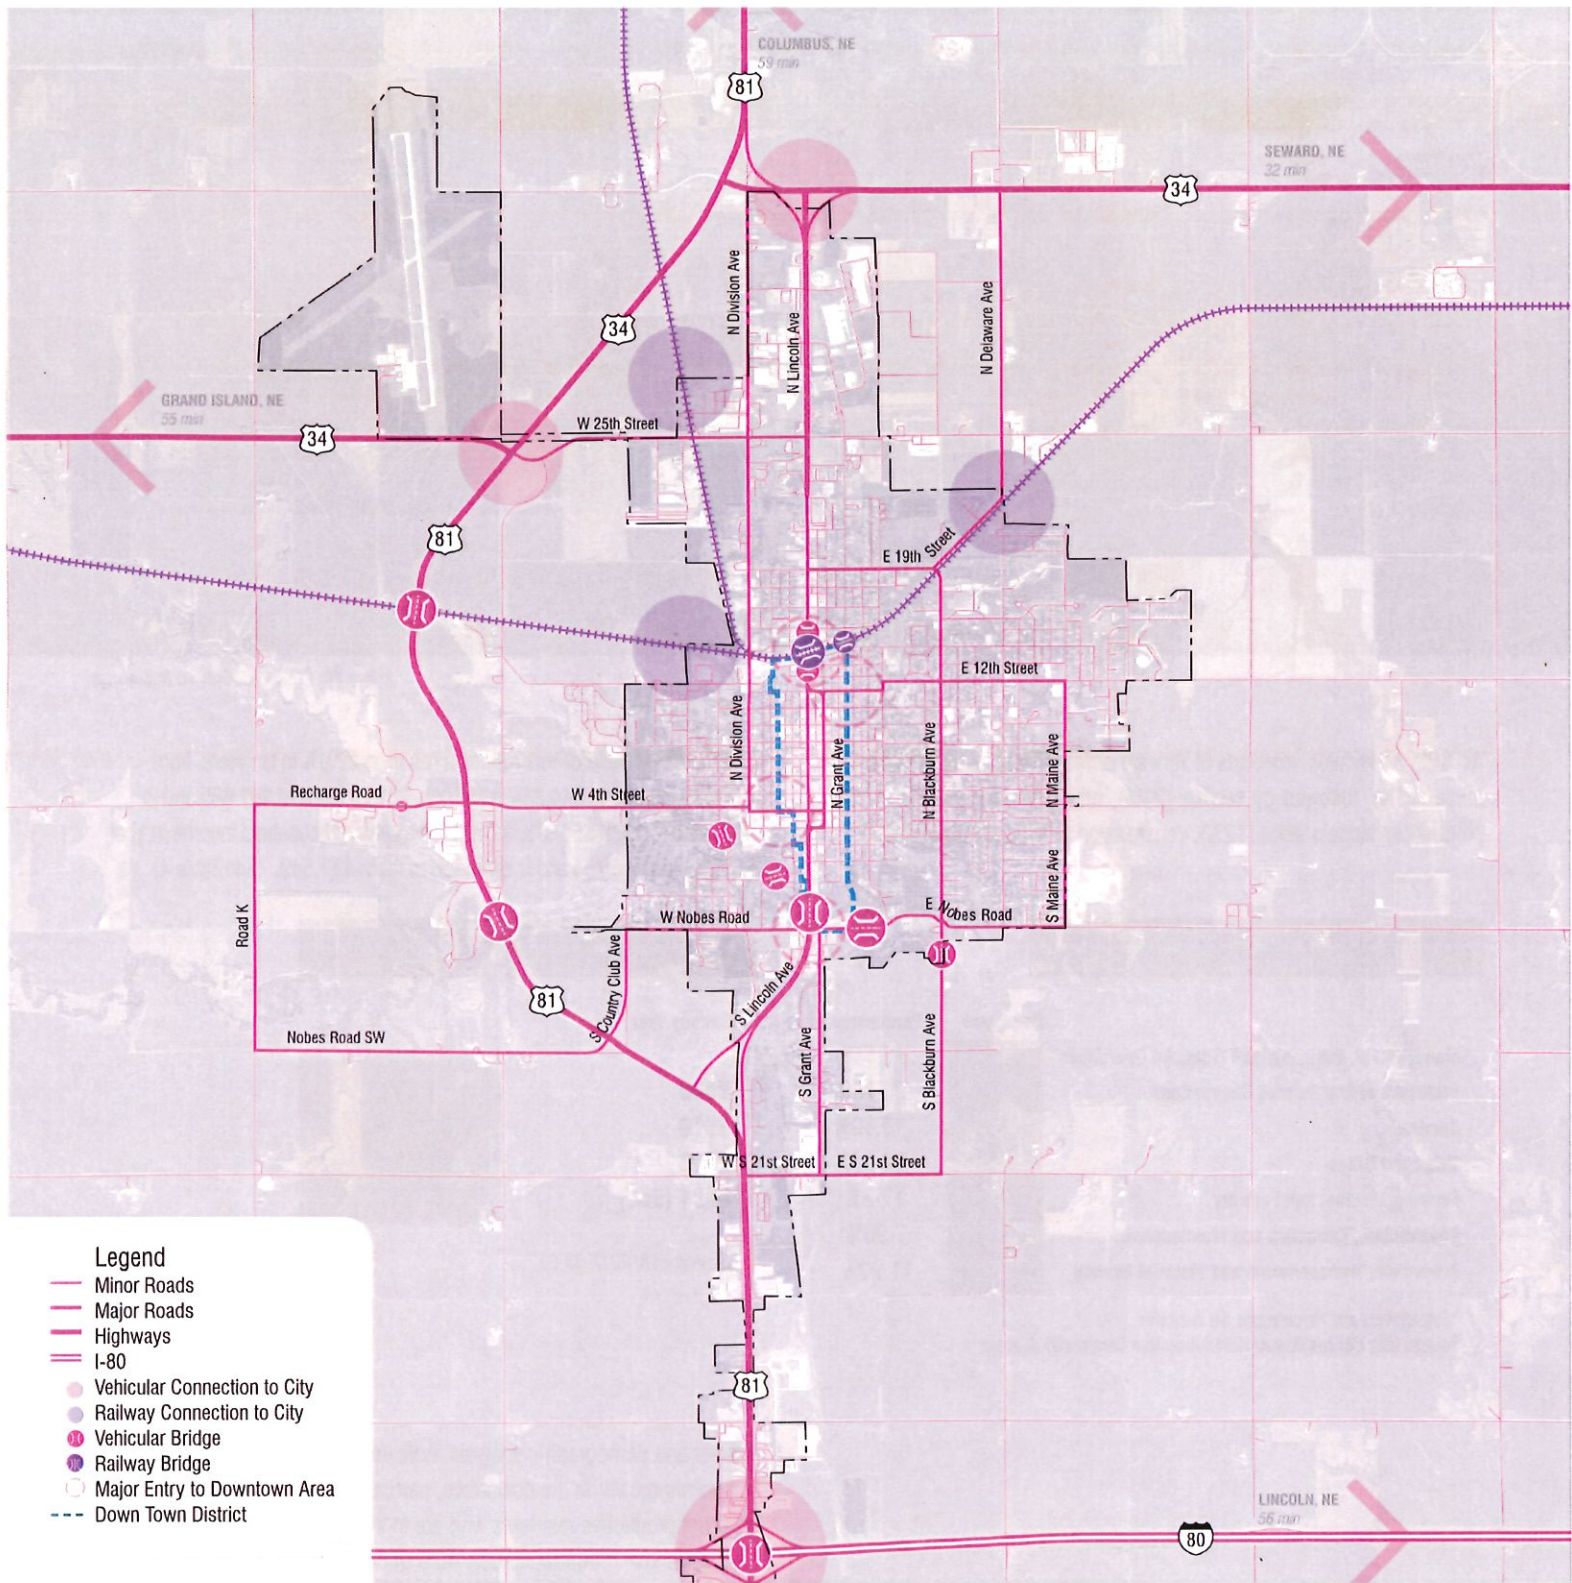 COLUMBUS, NE
59 min
81
SEWARD, NE
32 min
34
N Division Ave
N Lincoln Ave
N Delaware Ave
34
GRAND ISLAND, NE
55 min
34
W 25th Street
81
E 19th Street
E 12th Street
N Division Ave
N Grant Ave
N Blackburn Ave
N Maine Ave
Recharge Road
W 4th Street
S Maine Ave
Road K
W Nobes Road
E Nobes Road
81
S Country Club Ave
S Lincoln Ave
Nobes Road SW
S Grant Ave
S Blackburn Ave
W S 21st Street
E S 21st Street
81
LINCOLN, NE
56 min
80
Legend
Minor Roads
Major Roads
Highways
I-80
Vehicular Connection to City
Railway Connection to City
Vehicular Bridge
Railway Bridge
Major Entry to Downtown Area
Down Town District